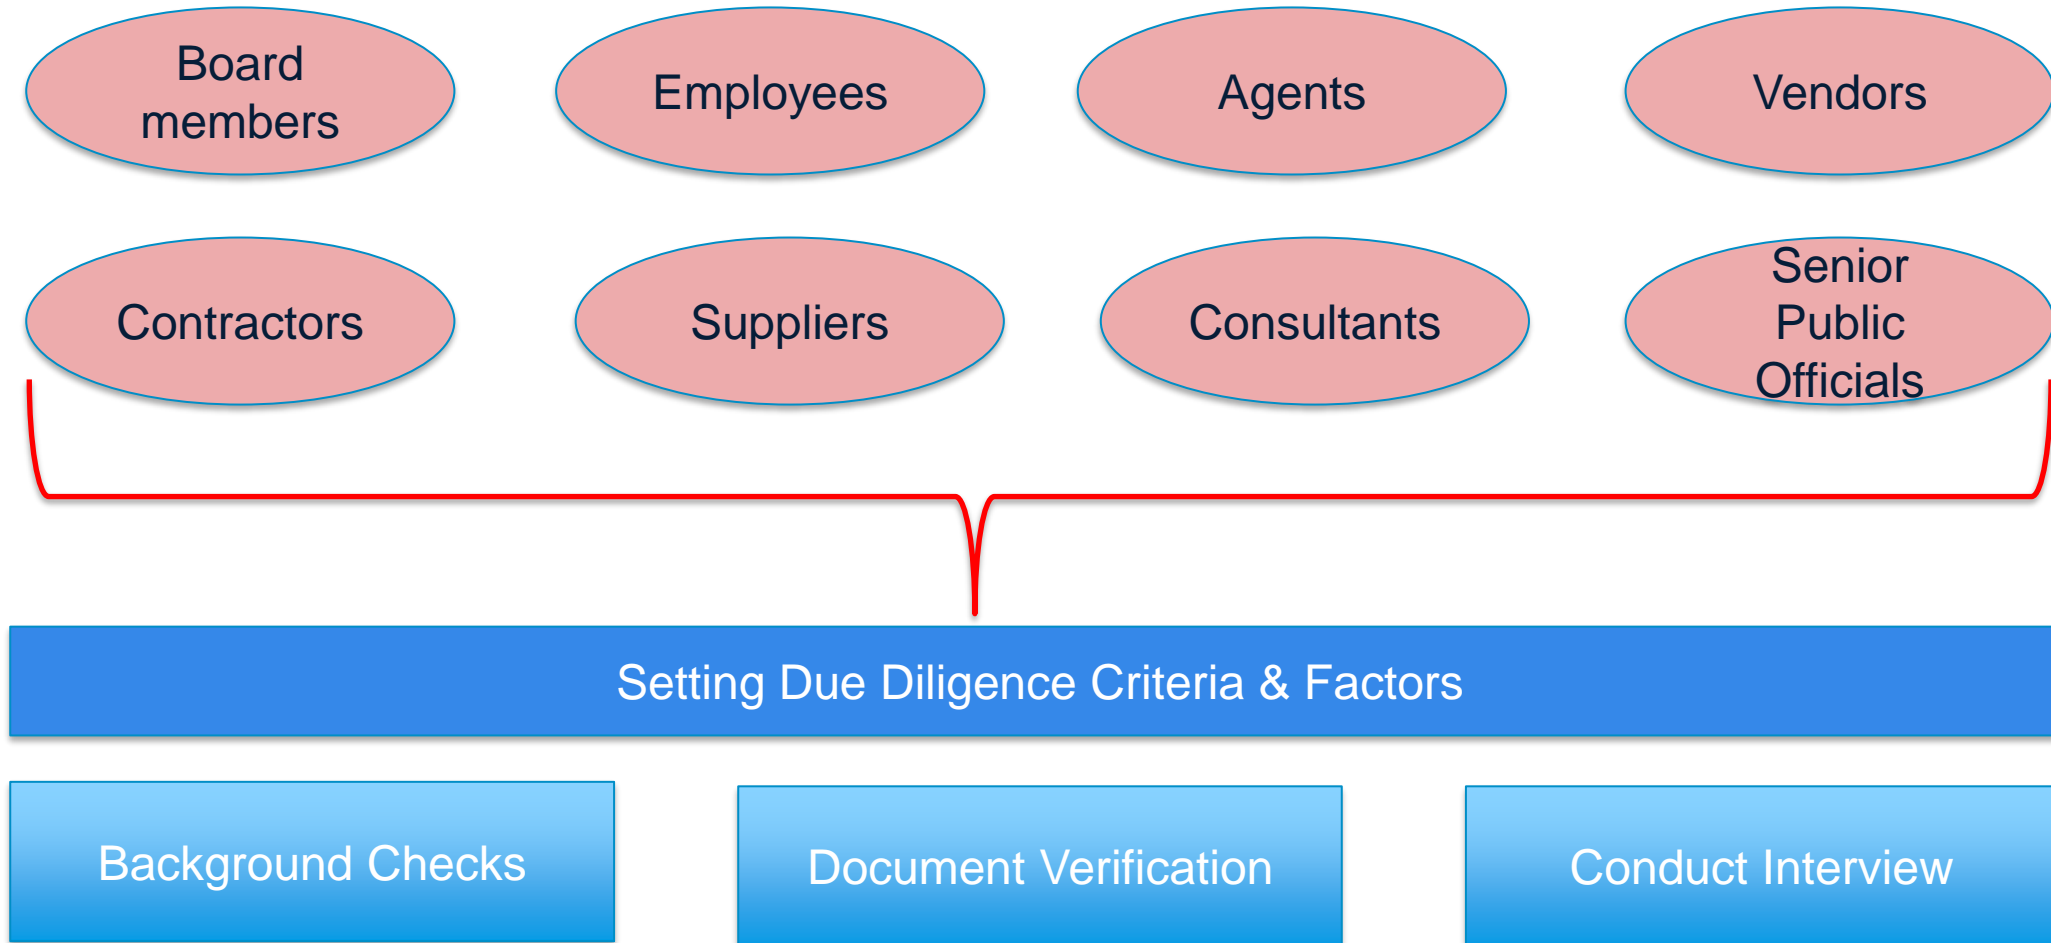 Board
members
Employees
Agents
Vendors
Contractors
Suppliers
Consultants
Senior
Public
Officials
Setting Due Diligence Criteria & Factors
Background Checks
Document Verification
Conduct Interview